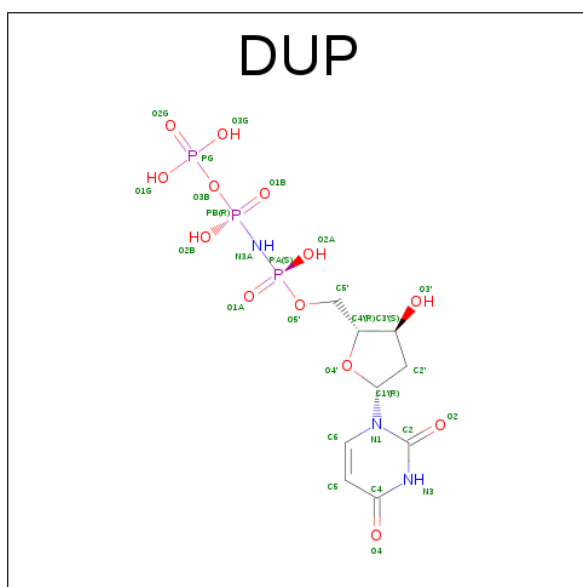 DUP
O2G O3G
OH
O
P PG
HO O O
O1G O3B O1B
PB(R) P
HO NH OH O2A
O2B N3A
PA(S) P C5' O3'
O O OH
O1A O5' C4'(R) C3'(S)
O
O4' C2'
C1'(R)
N O2
C6 N1 C2 O
C5 C4 NH N3
O
O4